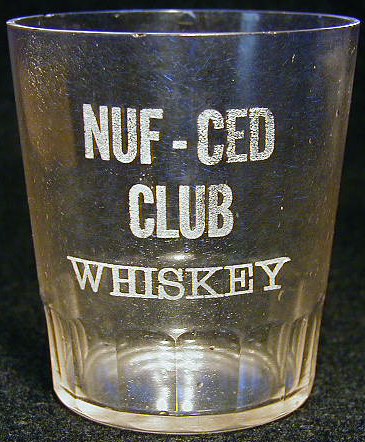 NUF - CED
CLUB
WHISKEY